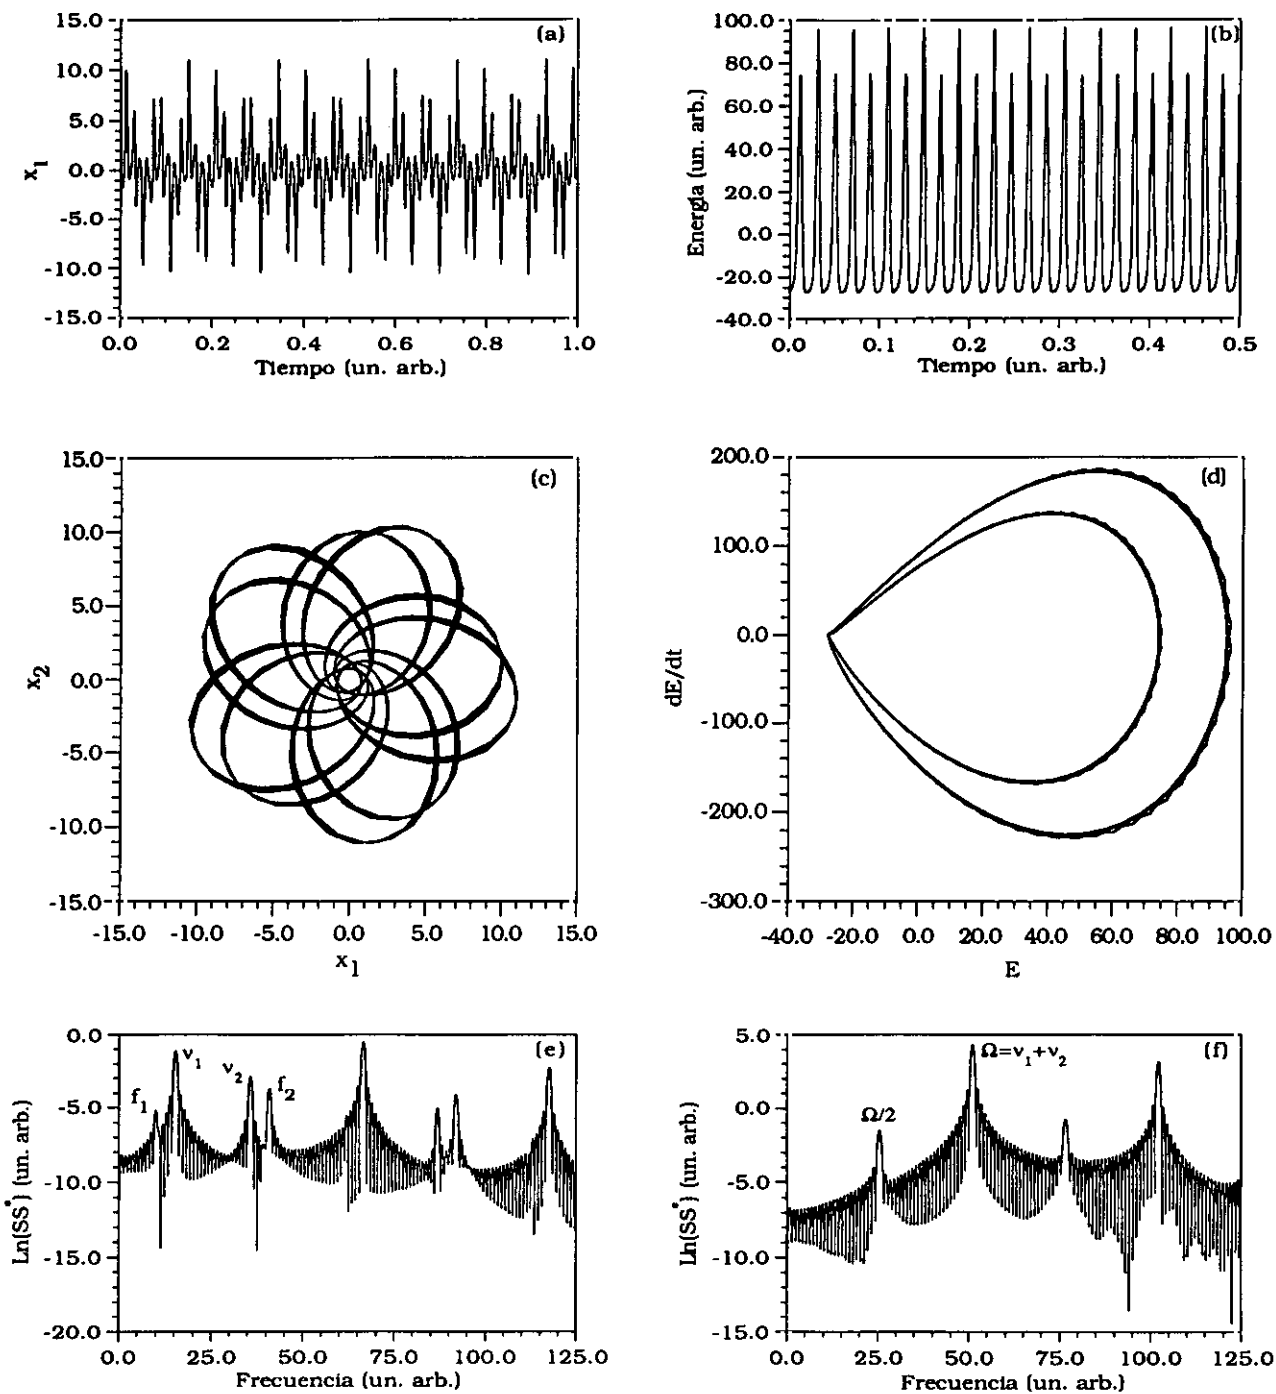 15.0
10.0
5.0
0.0
-5.0
-10.0
-15.0
x1
(a)
0.0 0.2 0.4 0.6 0.8 1.0
Tiempo (un. arb.)
100.0
80.0
60.0
40.0
20.0
0.0
-20.0
-40.0
Energía (un. arb.)
(b)
0.0 0.1 0.2 0.3 0.4 0.5
Tiempo (un. arb.)
15.0
10.0
5.0
0.0
-5.0
-10.0
-15.0
x2
(c)
-15.0 -10.0 -5.0 0.0 5.0 10.0 15.0
x1
200.0
100.0
0.0
-100.0
-200.0
-300.0
dE/dt
(d)
-40.0 -20.0 0.0 20.0 40.0 60.0 80.0 100.0
E
0.0
-5.0
-10.0
-15.0
-20.0
Ln(SS*) (un. arb.)
(e)
f1
ν1
ν2
f2
0.0 25.0 50.0 75.0 100.0 125.0
Frecuencia (un. arb.)
5.0
0.0
-5.0
-10.0
-15.0
Ln(SS*) (un. arb.)
Ω=ν1+ν2
(f)
Ω/2
0.0 25.0 50.0 75.0 100.0 125.0
Frecuencia (un. arb.)